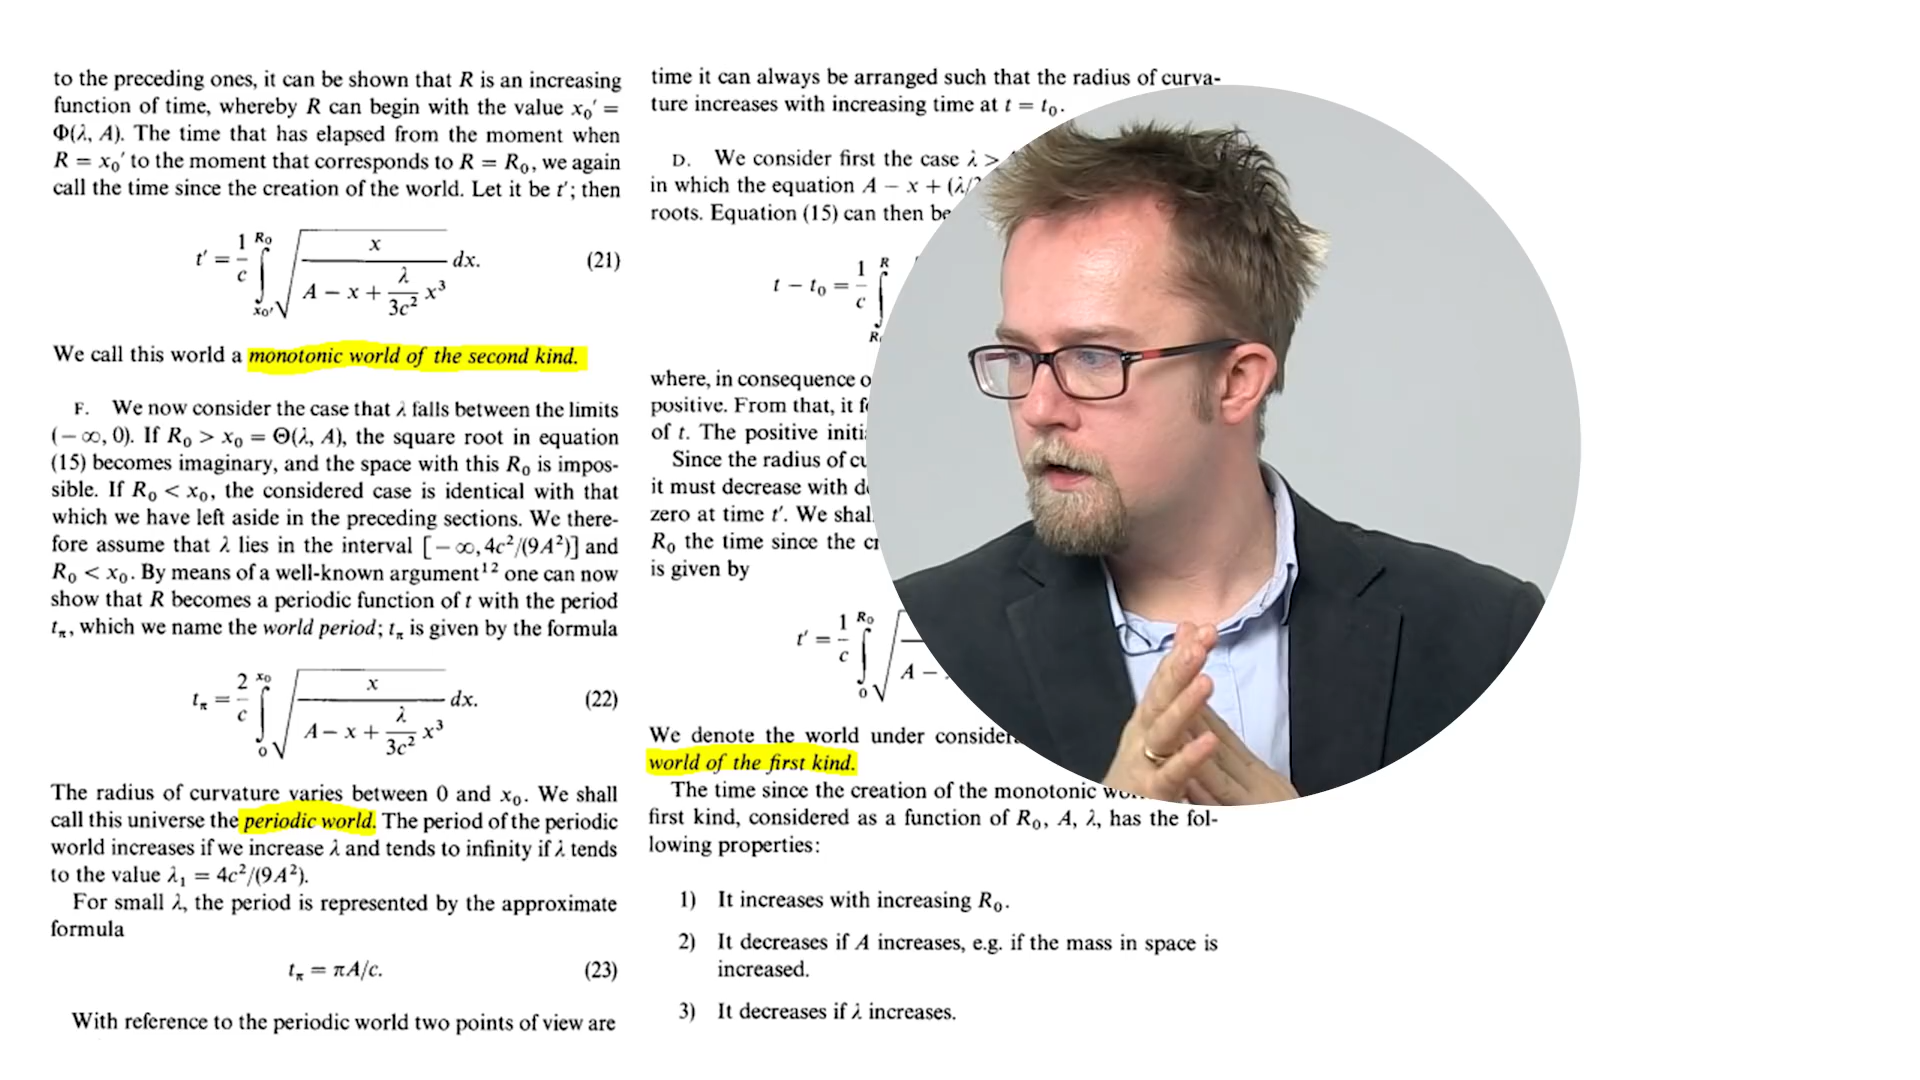 to the preceding ones, it can be shown that R is an increasing
function of time, whereby R can begin with the value x₀′ =
Φ(λ, A). The time that has elapsed from the moment when
R = x₀′ to the moment that corresponds to R = R₀, we again
call the time since the creation of the world. Let it be t′; then
t′ = 1/c ∫_{x₀′}^{R₀} √(x / (A − x + (λ/3c²) x³)) dx. (21)
We call this world a monotonic world of the second kind.
F. We now consider the case that λ falls between the limits
(− ∞, 0). If R₀ > x₀ = Θ(λ, A), the square root in equation
(15) becomes imaginary, and the space with this R₀ is impos-
sible. If R₀ < x₀, the considered case is identical with that
which we have left aside in the preceding sections. We there-
fore assume that λ lies in the interval [− ∞, 4c²/(9A²)] and
R₀ < x₀. By means of a well-known argument¹² one can now
show that R becomes a periodic function of t with the period
t_π, which we name the world period; t_π is given by the formula
t_π = 2/c ∫_0^{x₀} √(x / (A − x + (λ/3c²) x³)) dx. (22)
The radius of curvature varies between 0 and x₀. We shall
call this universe the periodic world. The period of the periodic
world increases if we increase λ and tends to infinity if λ tends
to the value λ₁ = 4c²/(9A²).
For small λ, the period is represented by the approximate
formula
t_π = πA/c. (23)
With reference to the periodic world two points of view are
time it can always be arranged such that the radius of curva-
ture increases with increasing time at t = t₀.
D. We consider first the case λ >
in which the equation A − x + (λ/
roots. Equation (15) can then be
t − t₀ = 1/c ∫^R
where, in consequence o
positive. From that, it
of t. The positive
Since the radius of
it must decrease with
zero at time t′. We
R₀ the time since the
is given by
t′ = 1/c ∫_0^{R₀} √ A −
We denote the world under
world of the first kind.
The time since the creation of the monotonic
first kind, considered as a function of R₀, A, λ, has the fol-
lowing properties:
1) It increases with increasing R₀.
2) It decreases if A increases, e.g. if the mass in space is
increased.
3) It decreases if λ increases.